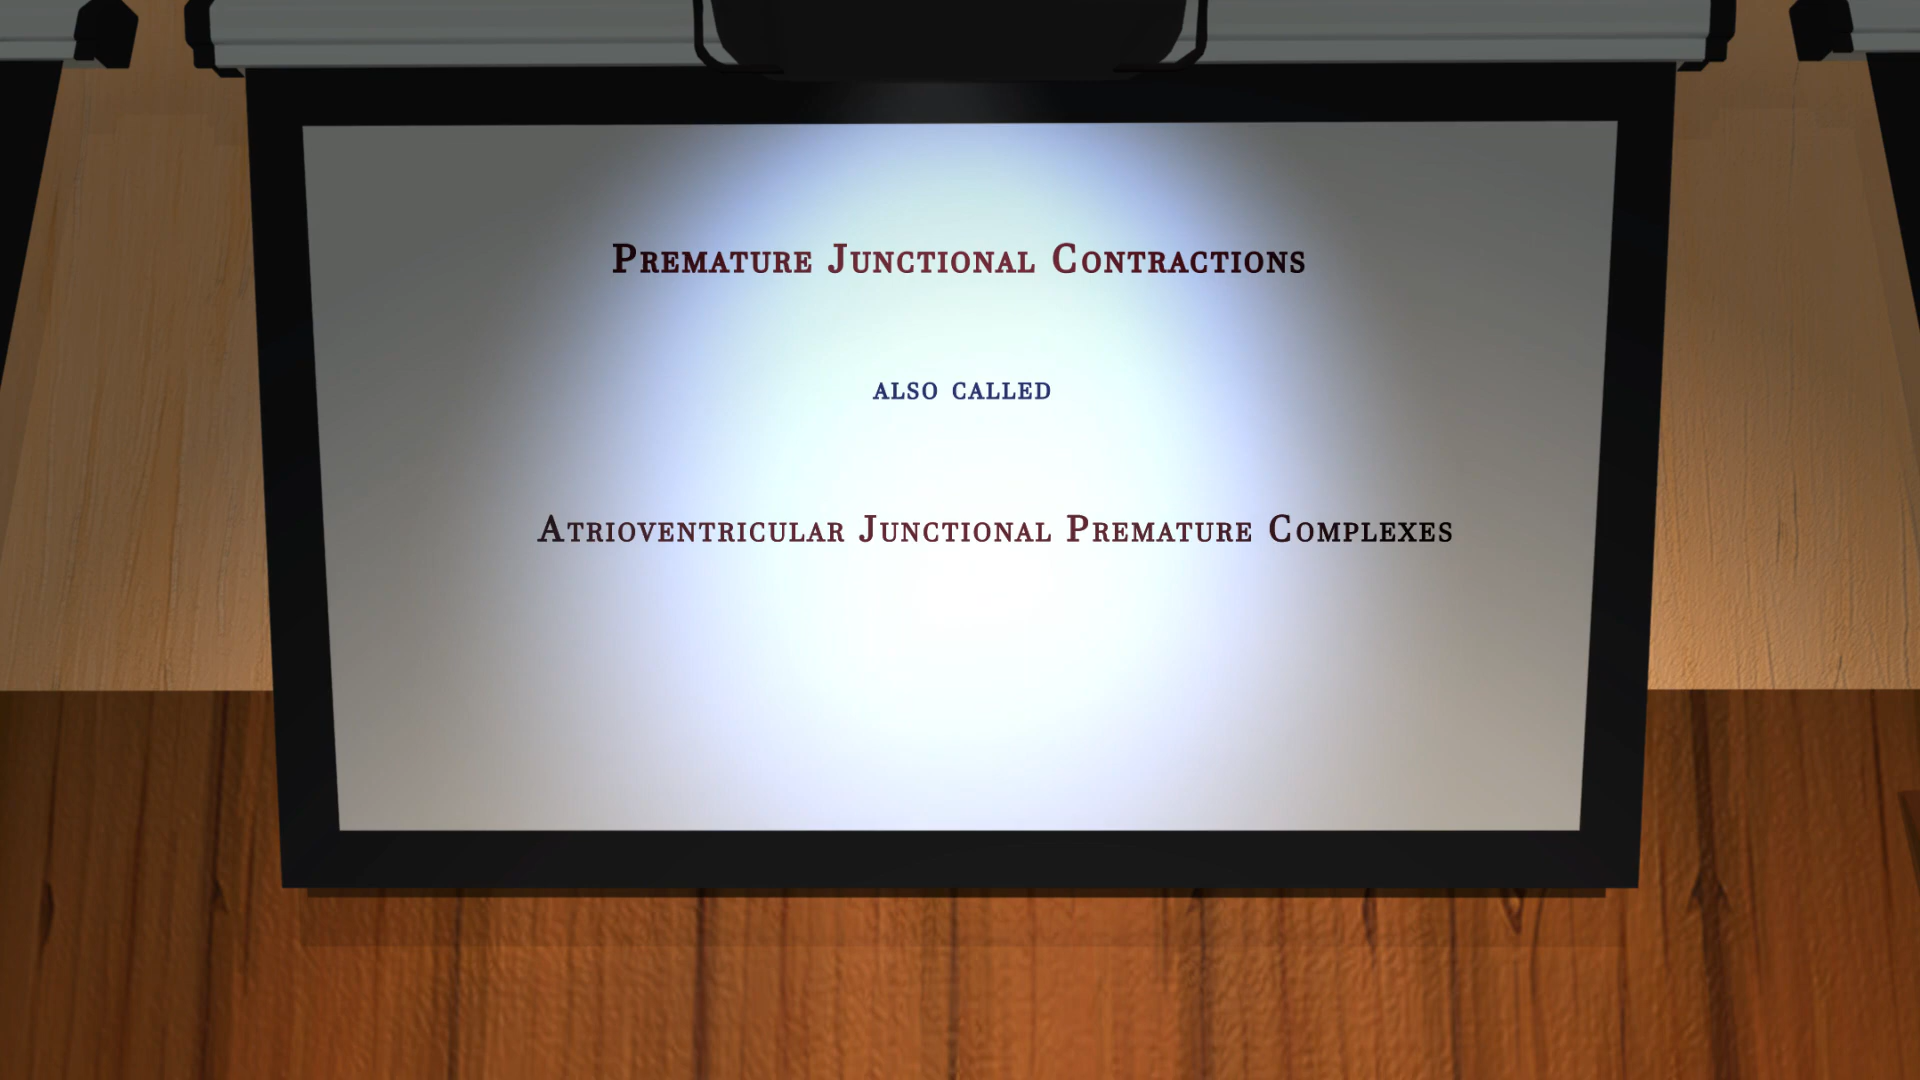 Premature Junctional Contractions
also called
Atrioventricular Junctional Premature Complexes